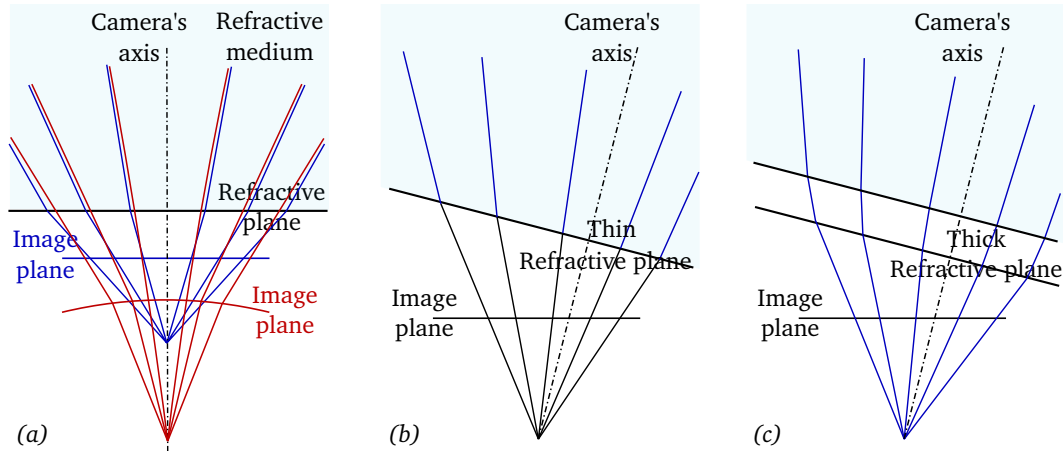 Camera's
axis
Refractive
medium
Refractive
plane
Image
plane
Image
plane
(a)
Camera's
axis
Thin
Refractive plane
Image
plane
(b)
Camera's
axis
Thick
Refractive plane
Image
plane
(c)